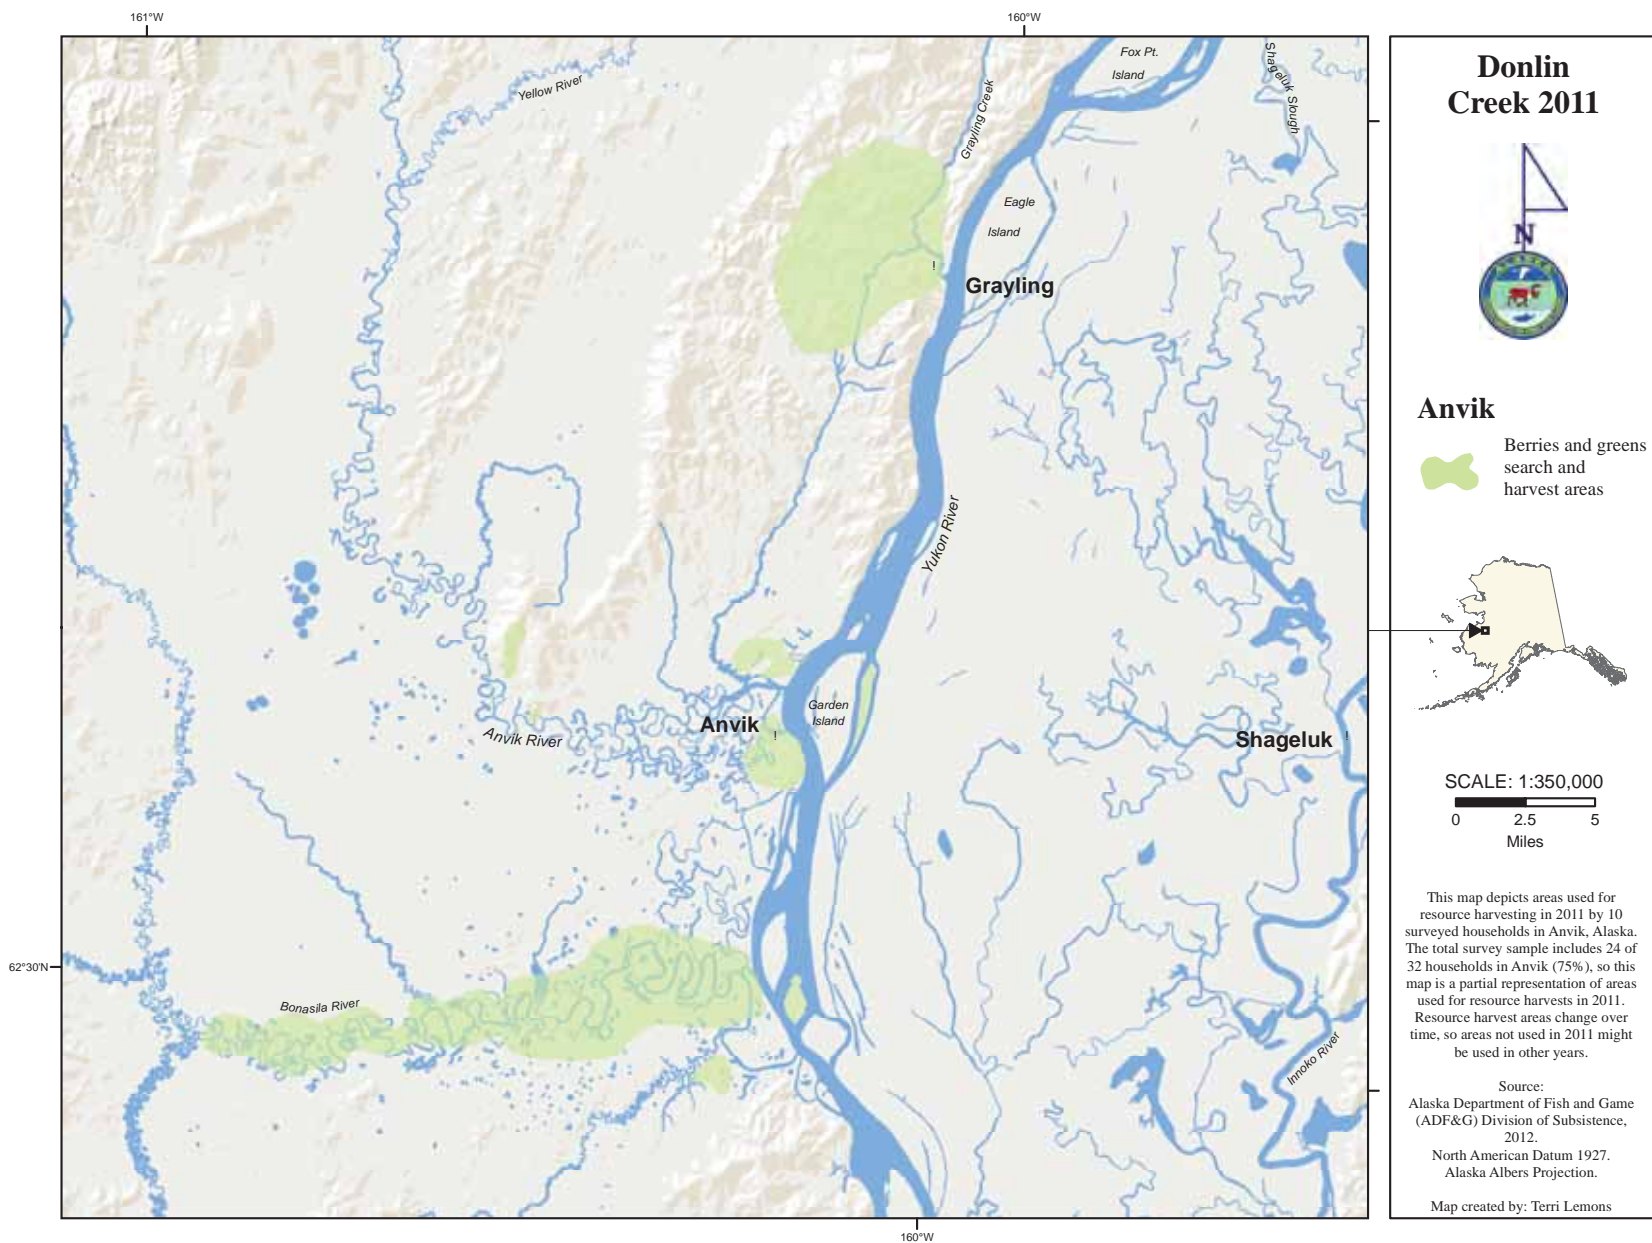 161°W
160°W
Fox Pt.
Island
Shageluk Slough
Yellow River
Grayling Creek
Eagle
Island
Grayling
Yukon River
Garden
Island
Anvik
Anvik River
Shageluk
62°30'N
Bonasila River
Innoko River
160°W
Donlin
Creek 2011
N
Anvik
Berries and greens
search and
harvest areas
SCALE: 1:350,000
0 2.5 5
Miles
This map depicts areas used for
resource harvesting in 2011 by 10
surveyed households in Anvik, Alaska.
The total survey sample includes 24 of
32 households in Anvik (75%), so this
map is a partial representation of areas
used for resource harvests in 2011.
Resource harvest areas change over
time, so areas not used in 2011 might
be used in other years.
Source:
Alaska Department of Fish and Game
(ADF&G) Division of Subsistence,
2012.
North American Datum 1927.
Alaska Albers Projection.
Map created by: Terri Lemons